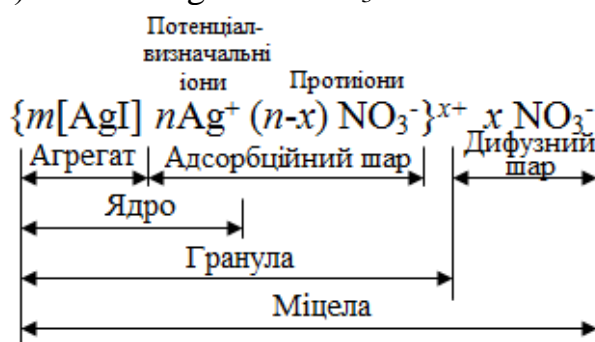 Потенціал-
визначальні
іони Протиіони
{m[AgI] nAg⁺ (n-x) NO₃⁻}ˣ⁺ x NO₃⁻
Агрегат Адсорбційний шар Дифузний
шар
Ядро
Гранула
Міцела